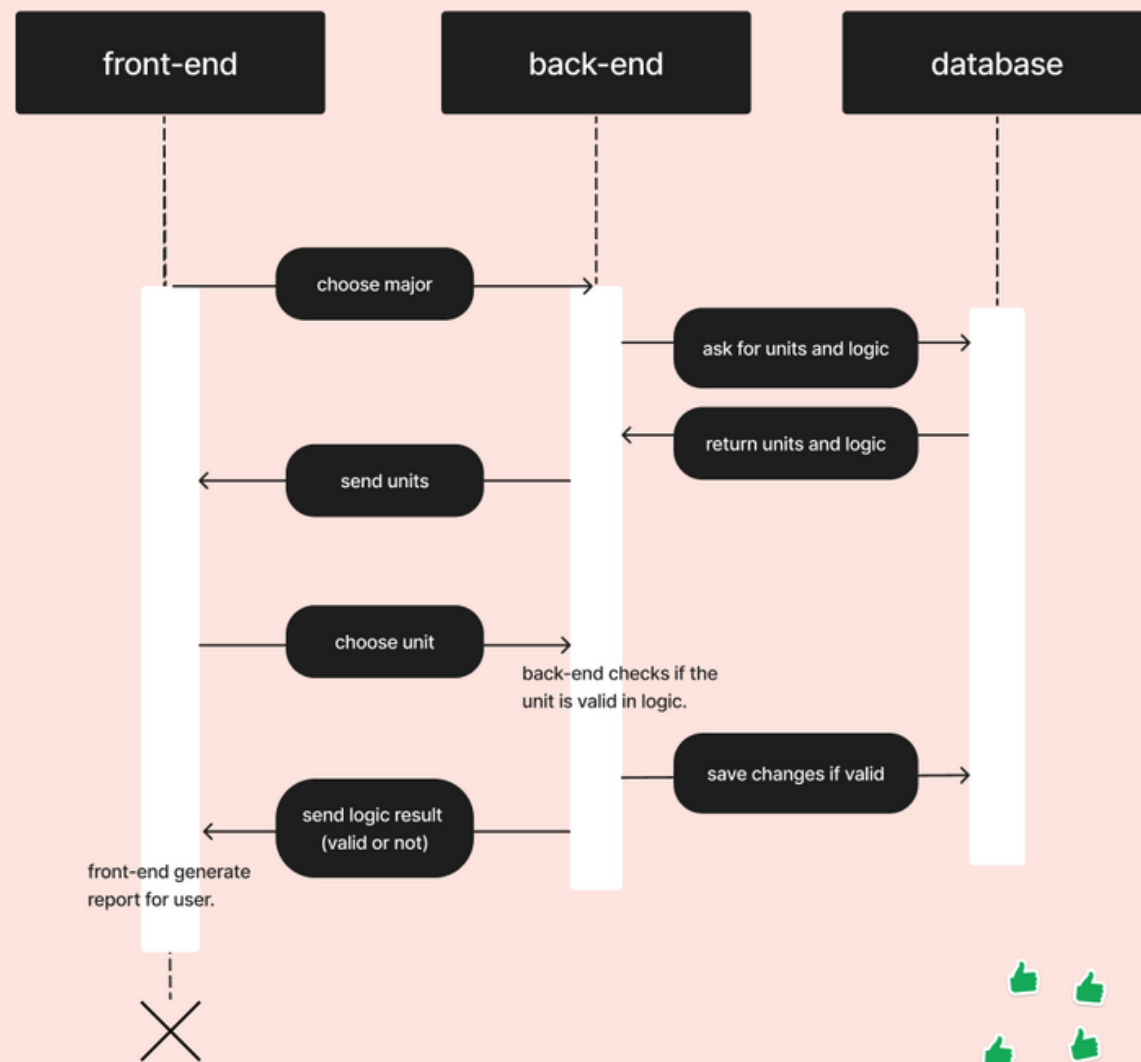 front-end
back-end
database
choose major
ask for units and logic
return units and logic
send units
choose unit
back-end checks if the
unit is valid in logic.
save changes if valid
send logic result
(valid or not)
front-end generate
report for user.